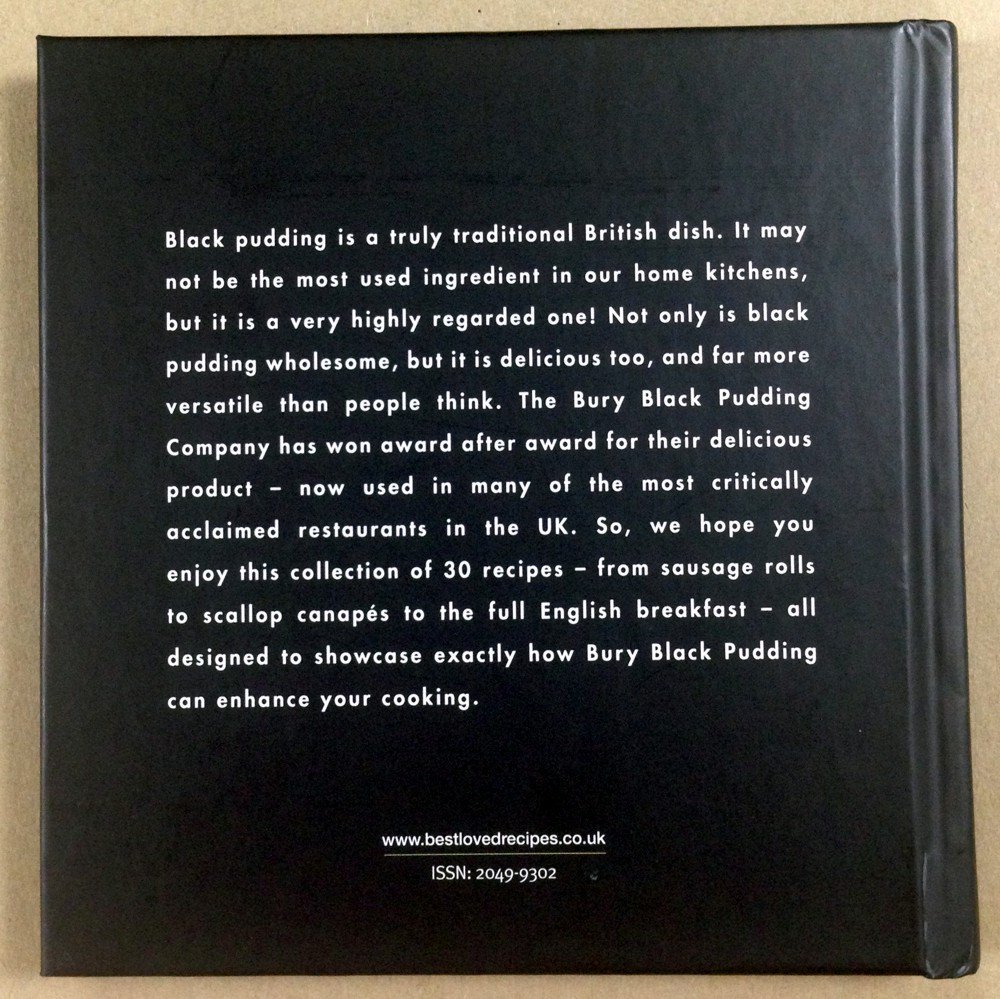 Black pudding is a truly traditional British dish. It may
not be the most used ingredient in our home kitchens,
but it is a very highly regarded one! Not only is black
pudding wholesome, but it is delicious too, and far more
versatile than people think. The Bury Black Pudding
Company has won award after award for their delicious
product – now used in many of the most critically
acclaimed restaurants in the UK. So, we hope you
enjoy this collection of 30 recipes – from sausage rolls
to scallop canapés to the full English breakfast – all
designed to showcase exactly how Bury Black Pudding
can enhance your cooking.
www.bestlovedrecipes.co.uk
ISSN: 2049-9302